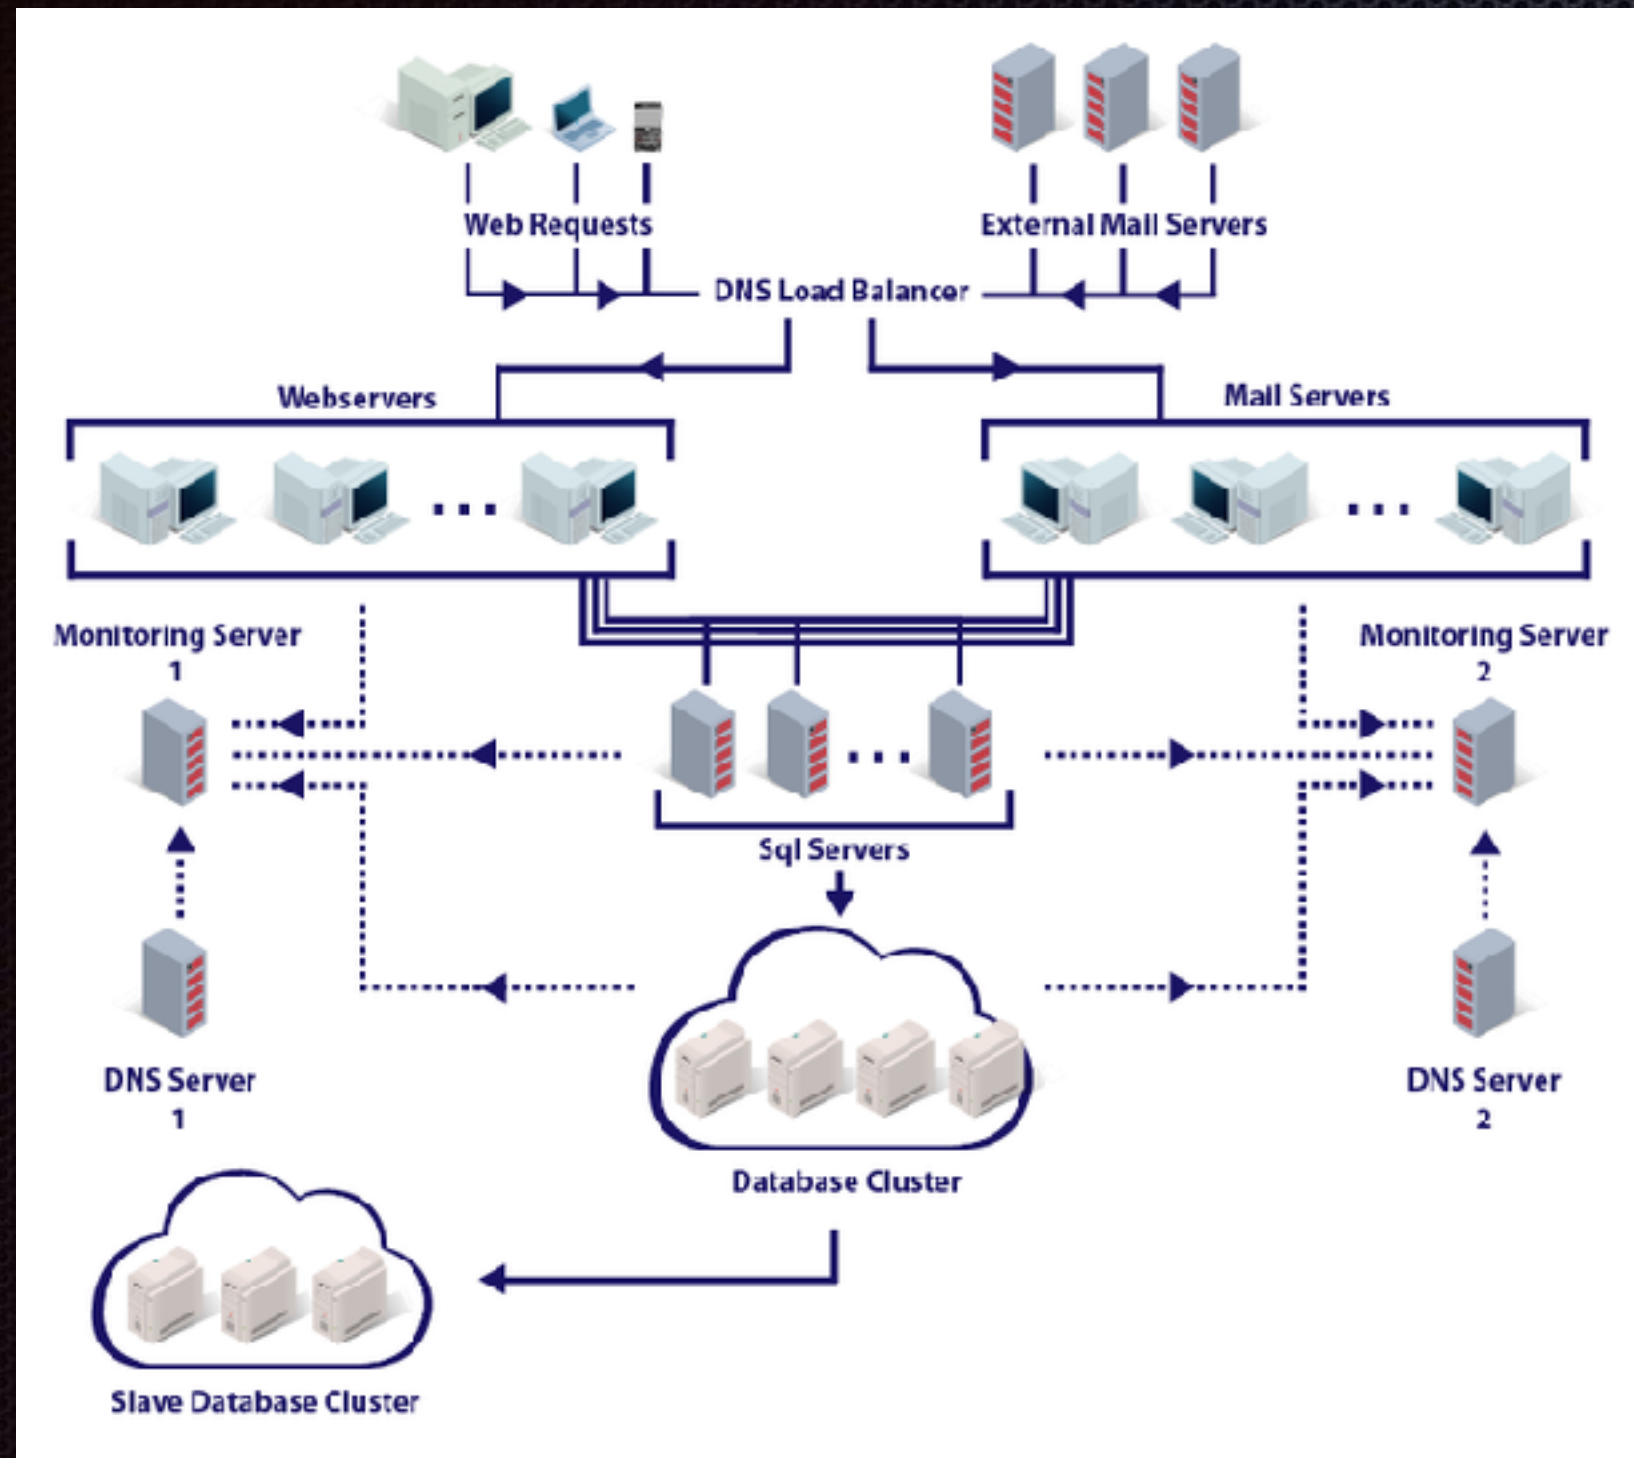 Web Requests
External Mail Servers
DNS Load Balancer
Webservers
Mail Servers
Monitoring Server
1
Monitoring Server
2
Sql Servers
DNS Server
1
DNS Server
2
Database Cluster
Slave Database Cluster